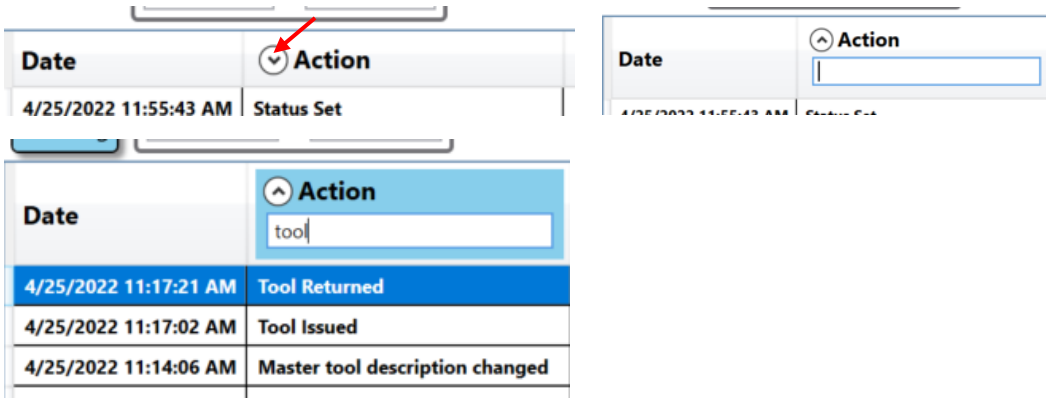 Date
Action
4/25/2022 11:55:43 AM
Status Set
Action
Date
Date
Action
tool
4/25/2022 11:17:21 AM
Tool Returned
4/25/2022 11:17:02 AM
Tool Issued
4/25/2022 11:14:06 AM
Master tool description changed